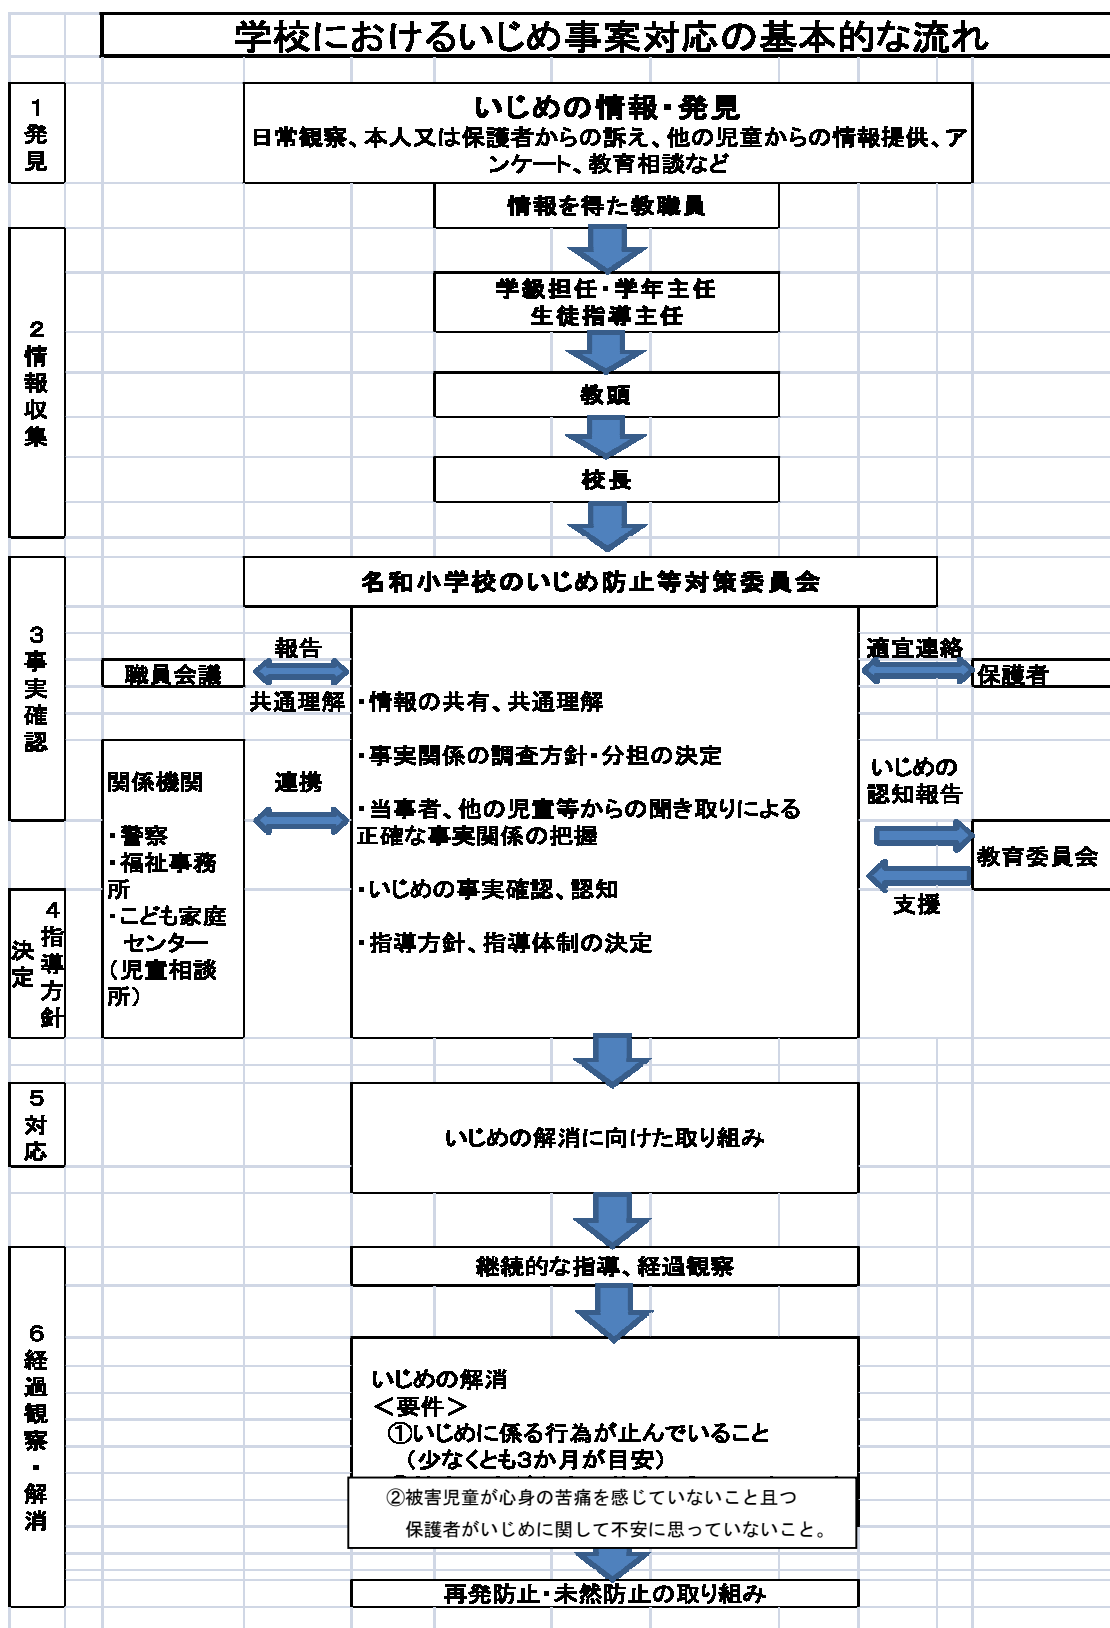 学校におけるいじめ事案対応の基本的な流れ
1
発
見
いじめの情報・発見
日常観察、本人又は保護者からの訴え、他の児童からの情報提供、ア
ンケート、教育相談など
情報を得た教職員
2
情
報
収
集
学級担任・学年主任
生徒指導主任
教頭
校長
3
事
実
確
認
名和小学校のいじめ防止等対策委員会
報告
職員会議
共通理解
適宜連絡
保護者
・情報の共有、共通理解
・事実関係の調査方針・分担の決定
・当事者、他の児童等からの聞き取りによる
正確な事実関係の把握
・いじめの事実確認、認知
・指導方針、指導体制の決定
関係機関
・警察
・福祉事務
所
・こども家庭
センター
（児童相談
所）
連携
いじめの
認知報告
教育委員会
支援
4
指導方針
決定
5
対
応
いじめの解消に向けた取り組み
6
経
過
観
察
・
解
消
継続的な指導、経過観察
いじめの解消
＜要件＞
①いじめに係る行為が止んでいること
（少なくとも3か月が目安）
②被害児童が心身の苦痛を感じていないこと且つ
保護者がいじめに関して不安に思っていないこと。
再発防止・未然防止の取り組み